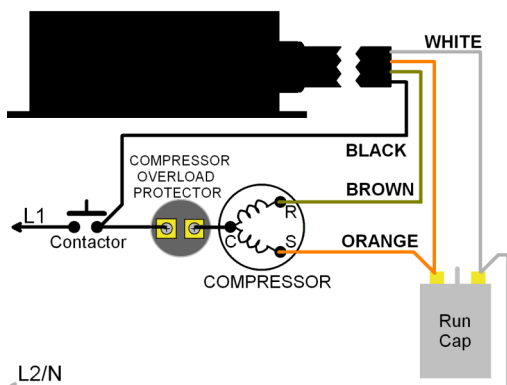 WHITE
BLACK
COMPRESSOR
OVERLOAD
PROTECTOR
BROWN
L1
R
Contactor
C
S
ORANGE
COMPRESSOR
Run
Cap
L2/N